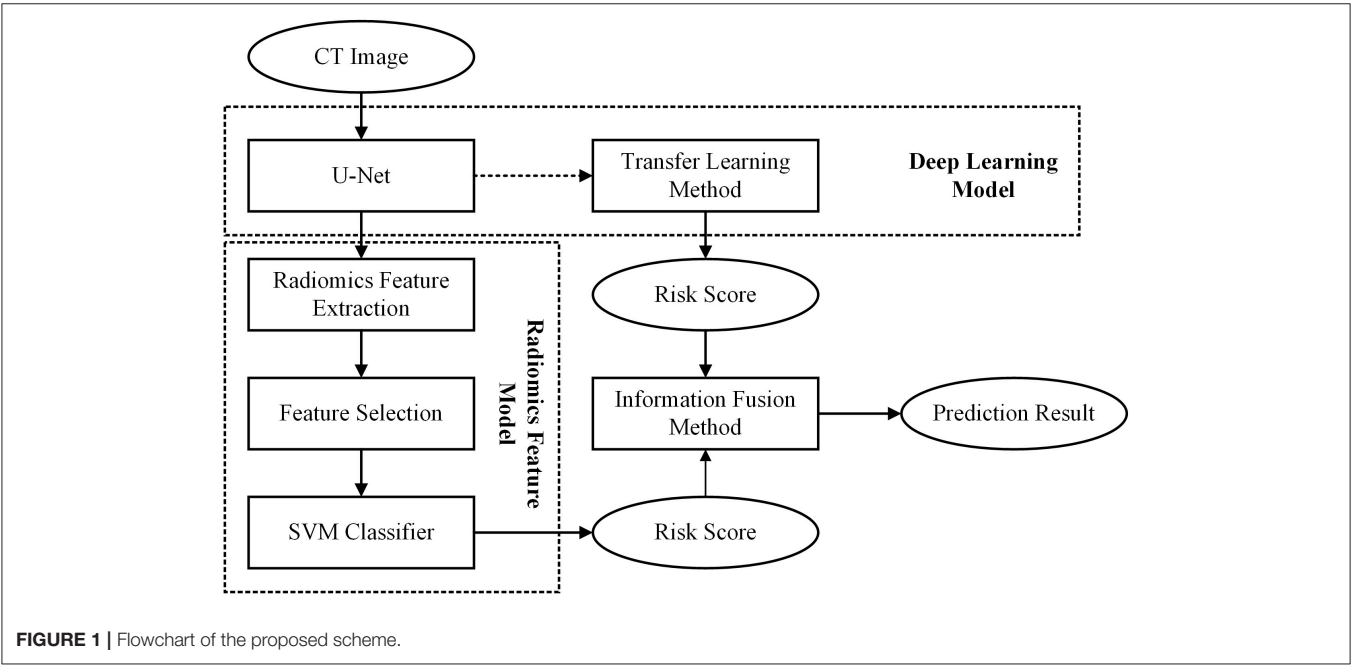 CT Image
U-Net
Transfer Learning
Method
Deep Learning
Model
Radiomics Feature
Extraction
Risk Score
Radiomics Feature
Model
Feature Selection
Information Fusion
Method
Prediction Result
SVM Classifier
Risk Score
FIGURE 1 | Flowchart of the proposed scheme.